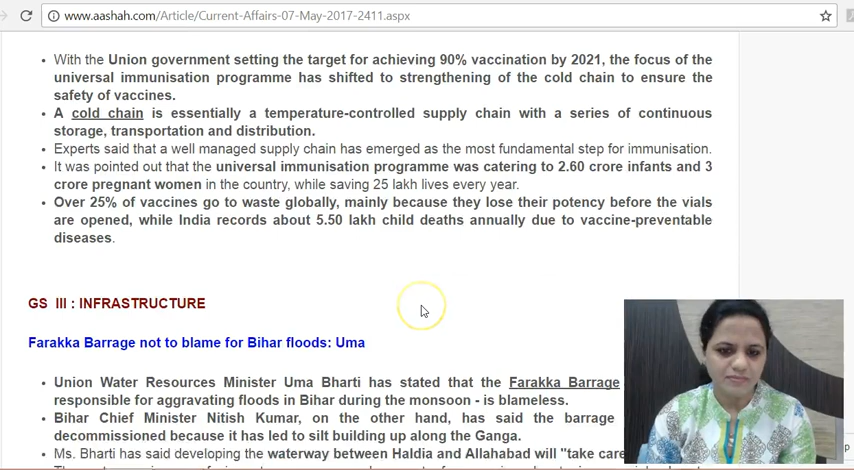 www.aashah.com/Article/Current-Affairs-07-May-2017-2411.aspx
• With the Union government setting the target for achieving 90% vaccination by 2021, the focus of the
universal immunisation programme has shifted to strengthening of the cold chain to ensure the
safety of vaccines.
• A cold chain is essentially a temperature-controlled supply chain with a series of continuous
storage, transportation and distribution.
• Experts said that a well managed supply chain has emerged as the most fundamental step for immunisation.
• It was pointed out that the universal immunisation programme was catering to 2.60 crore infants and 3
crore pregnant women in the country, while saving 25 lakh lives every year.
• Over 25% of vaccines go to waste globally, mainly because they lose their potency before the vials
are opened, while India records about 5.50 lakh child deaths annually due to vaccine-preventable
diseases.
GS III : INFRASTRUCTURE
Farakka Barrage not to blame for Bihar floods: Uma
• Union Water Resources Minister Uma Bharti has stated that the Farakka Barrage
responsible for aggravating floods in Bihar during the monsoon - is blameless.
• Bihar Chief Minister Nitish Kumar, on the other hand, has said the barrage
decommissioned because it has led to silt building up along the Ganga.
• Ms. Bharti has said developing the waterway between Haldia and Allahabad will "take care